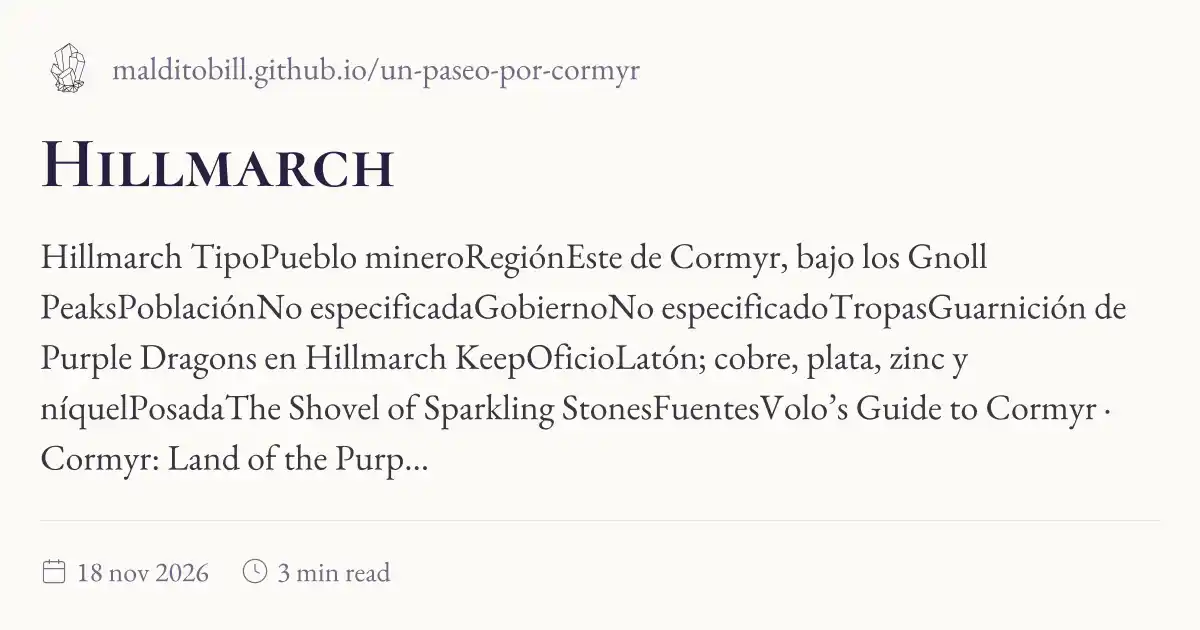 malditobill.github.io/un-paseo-por-cormyr
Hillmarch
Hillmarch TipoPueblo mineroRegiónEste de Cormyr, bajo los Gnoll
PeaksPoblaciónNo especificadaGobiernoNo especificadoTropasGuarnición de
Purple Dragons en Hillmarch KeepOficioLatón; cobre, plata, zinc y
níquelPosadaThe Shovel of Sparkling StonesFuentesVolo’s Guide to Cormyr ·
Cormyr: Land of the Purp...
18 nov 2026
3 min read